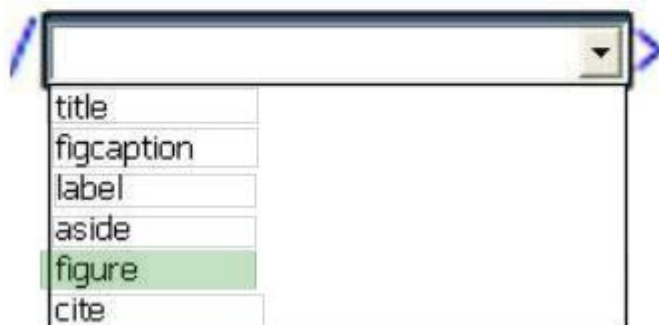 / >
title
figcaption
label
aside
figure
cite